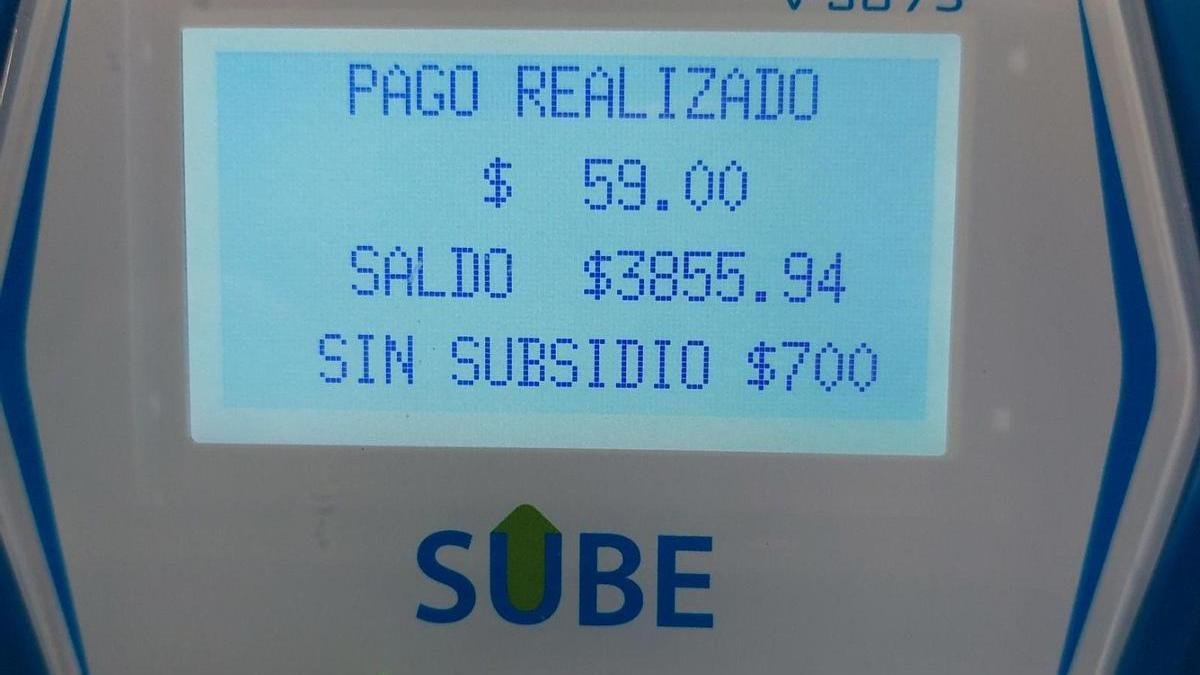 PAGO REALIZADO
$ 59.00
SALDO $3855.94
SIN SUBSIDIO $700
SUBE